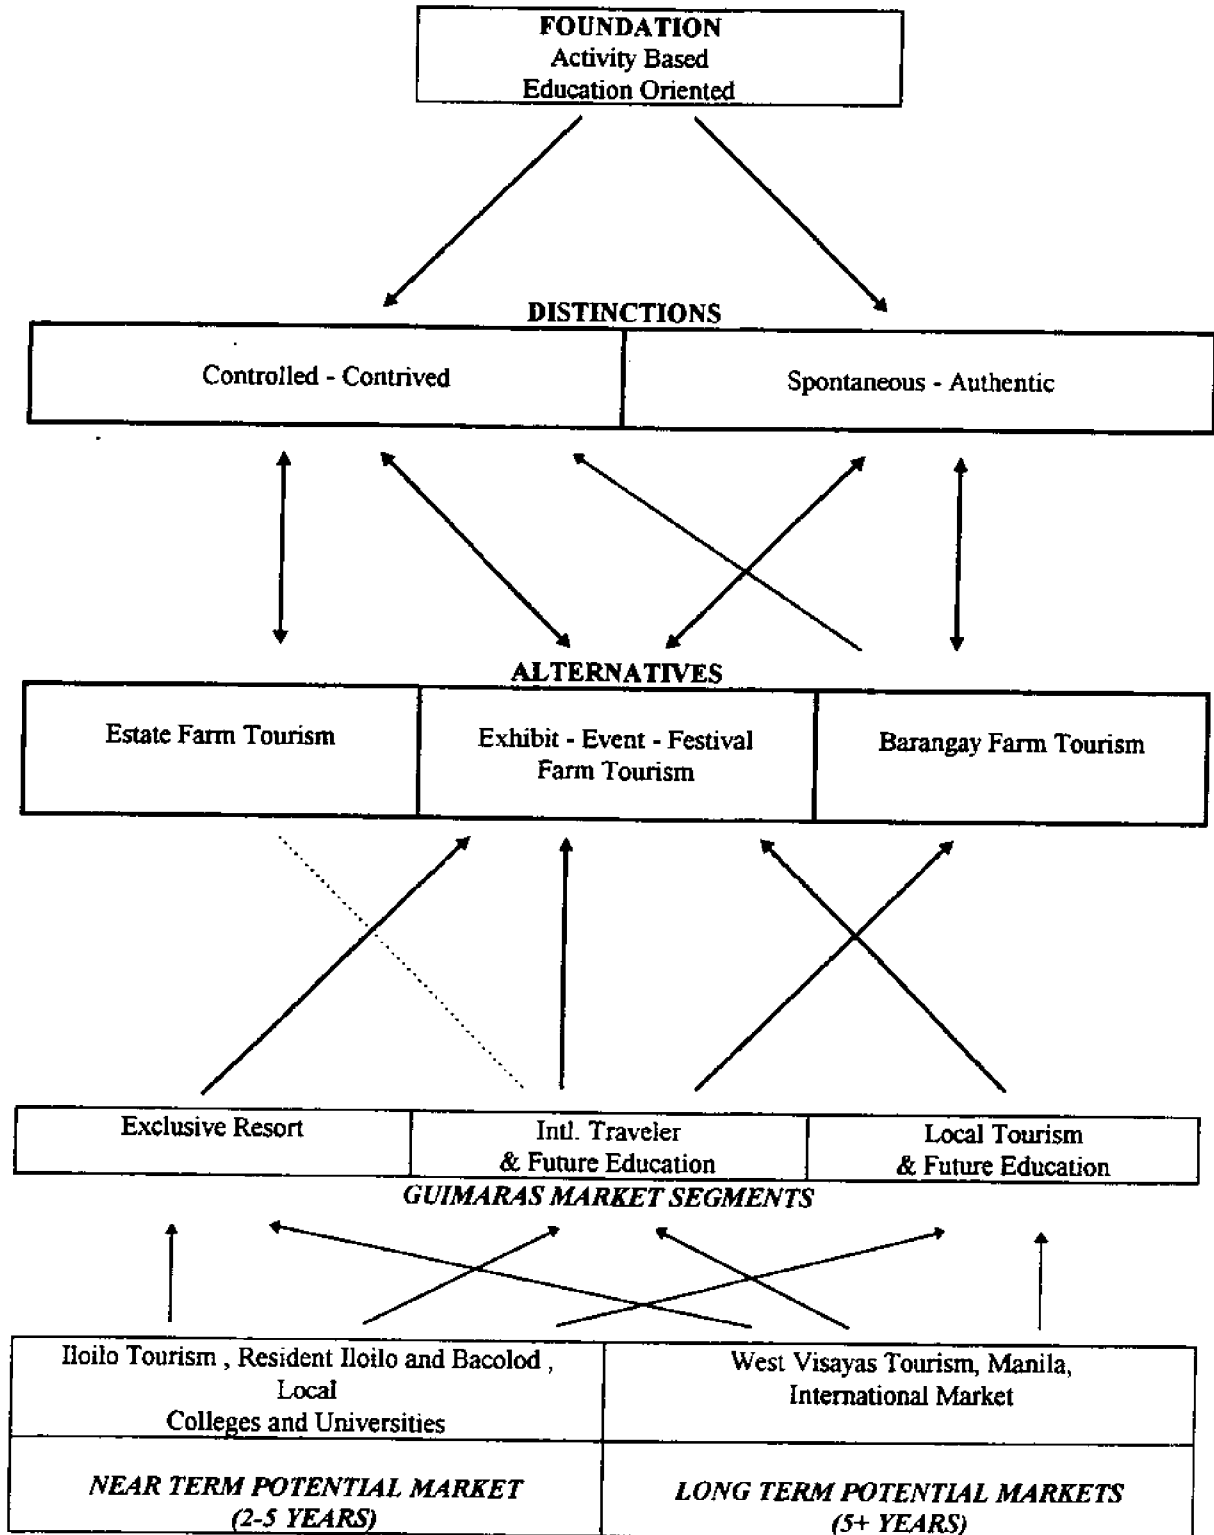 FOUNDATION
Activity Based
Education Oriented
DISTINCTIONS
Controlled - Contrived
Spontaneous - Authentic
ALTERNATIVES
Estate Farm Tourism
Exhibit - Event - Festival
Farm Tourism
Barangay Farm Tourism
Exclusive Resort
Intl. Traveler
& Future Education
Local Tourism
& Future Education
GUIMARAS MARKET SEGMENTS
Iloilo Tourism , Resident Iloilo and Bacolod ,
Local
Colleges and Universities
West Visayas Tourism, Manila,
International Market
NEAR TERM POTENTIAL MARKET
(2-5 YEARS)
LONG TERM POTENTIAL MARKETS
(5+ YEARS)